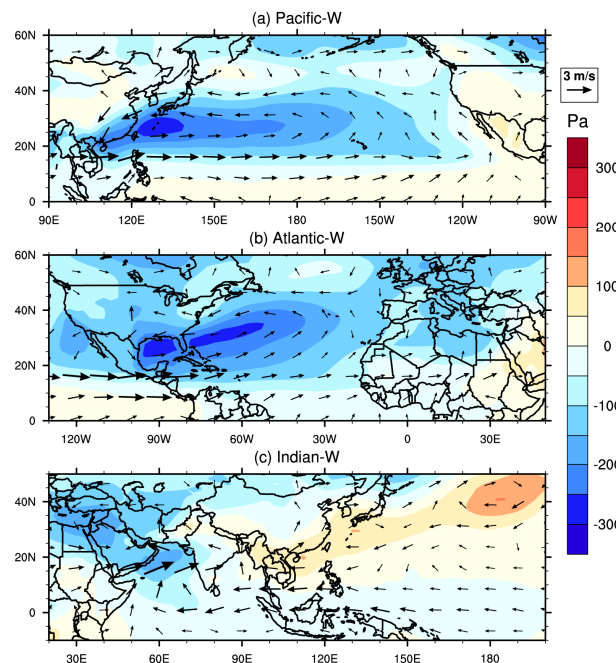 (a) Pacific-W
60N
40N
20N
0
90E 120E 150E 180 150W 120W 90W
3 m/s
Pa
300
200
100
0
-100
-200
-300
(b) Atlantic-W
60N
40N
20N
0
120W 90W 60W 30W 0 30E
(c) Indian-W
40N
20N
0
30E 60E 90E 120E 150E 180